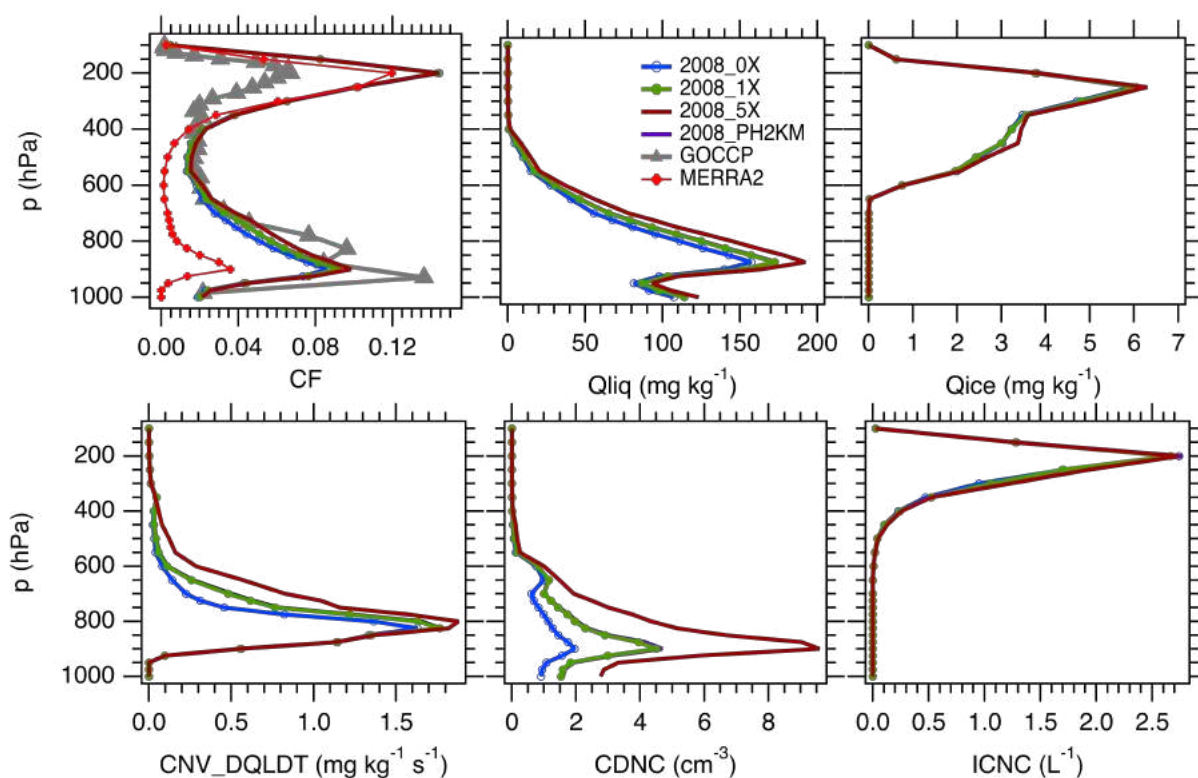 p (hPa)
200
400
600
800
1000
0.00 0.04 0.08 0.12
CF
2008_0X
2008_1X
2008_5X
2008_PH2KM
GOCCP
MERRA2
0 50 100 150 200
Qliq (mg kg⁻¹)
0 1 2 3 4 5 6 7
Qice (mg kg⁻¹)
p (hPa)
200
400
600
800
1000
0.0 0.5 1.0 1.5
CNV_DQLDT (mg kg⁻¹ s⁻¹)
0 2 4 6 8
CDNC (cm⁻³)
0.0 0.5 1.0 1.5 2.0 2.5
ICNC (L⁻¹)